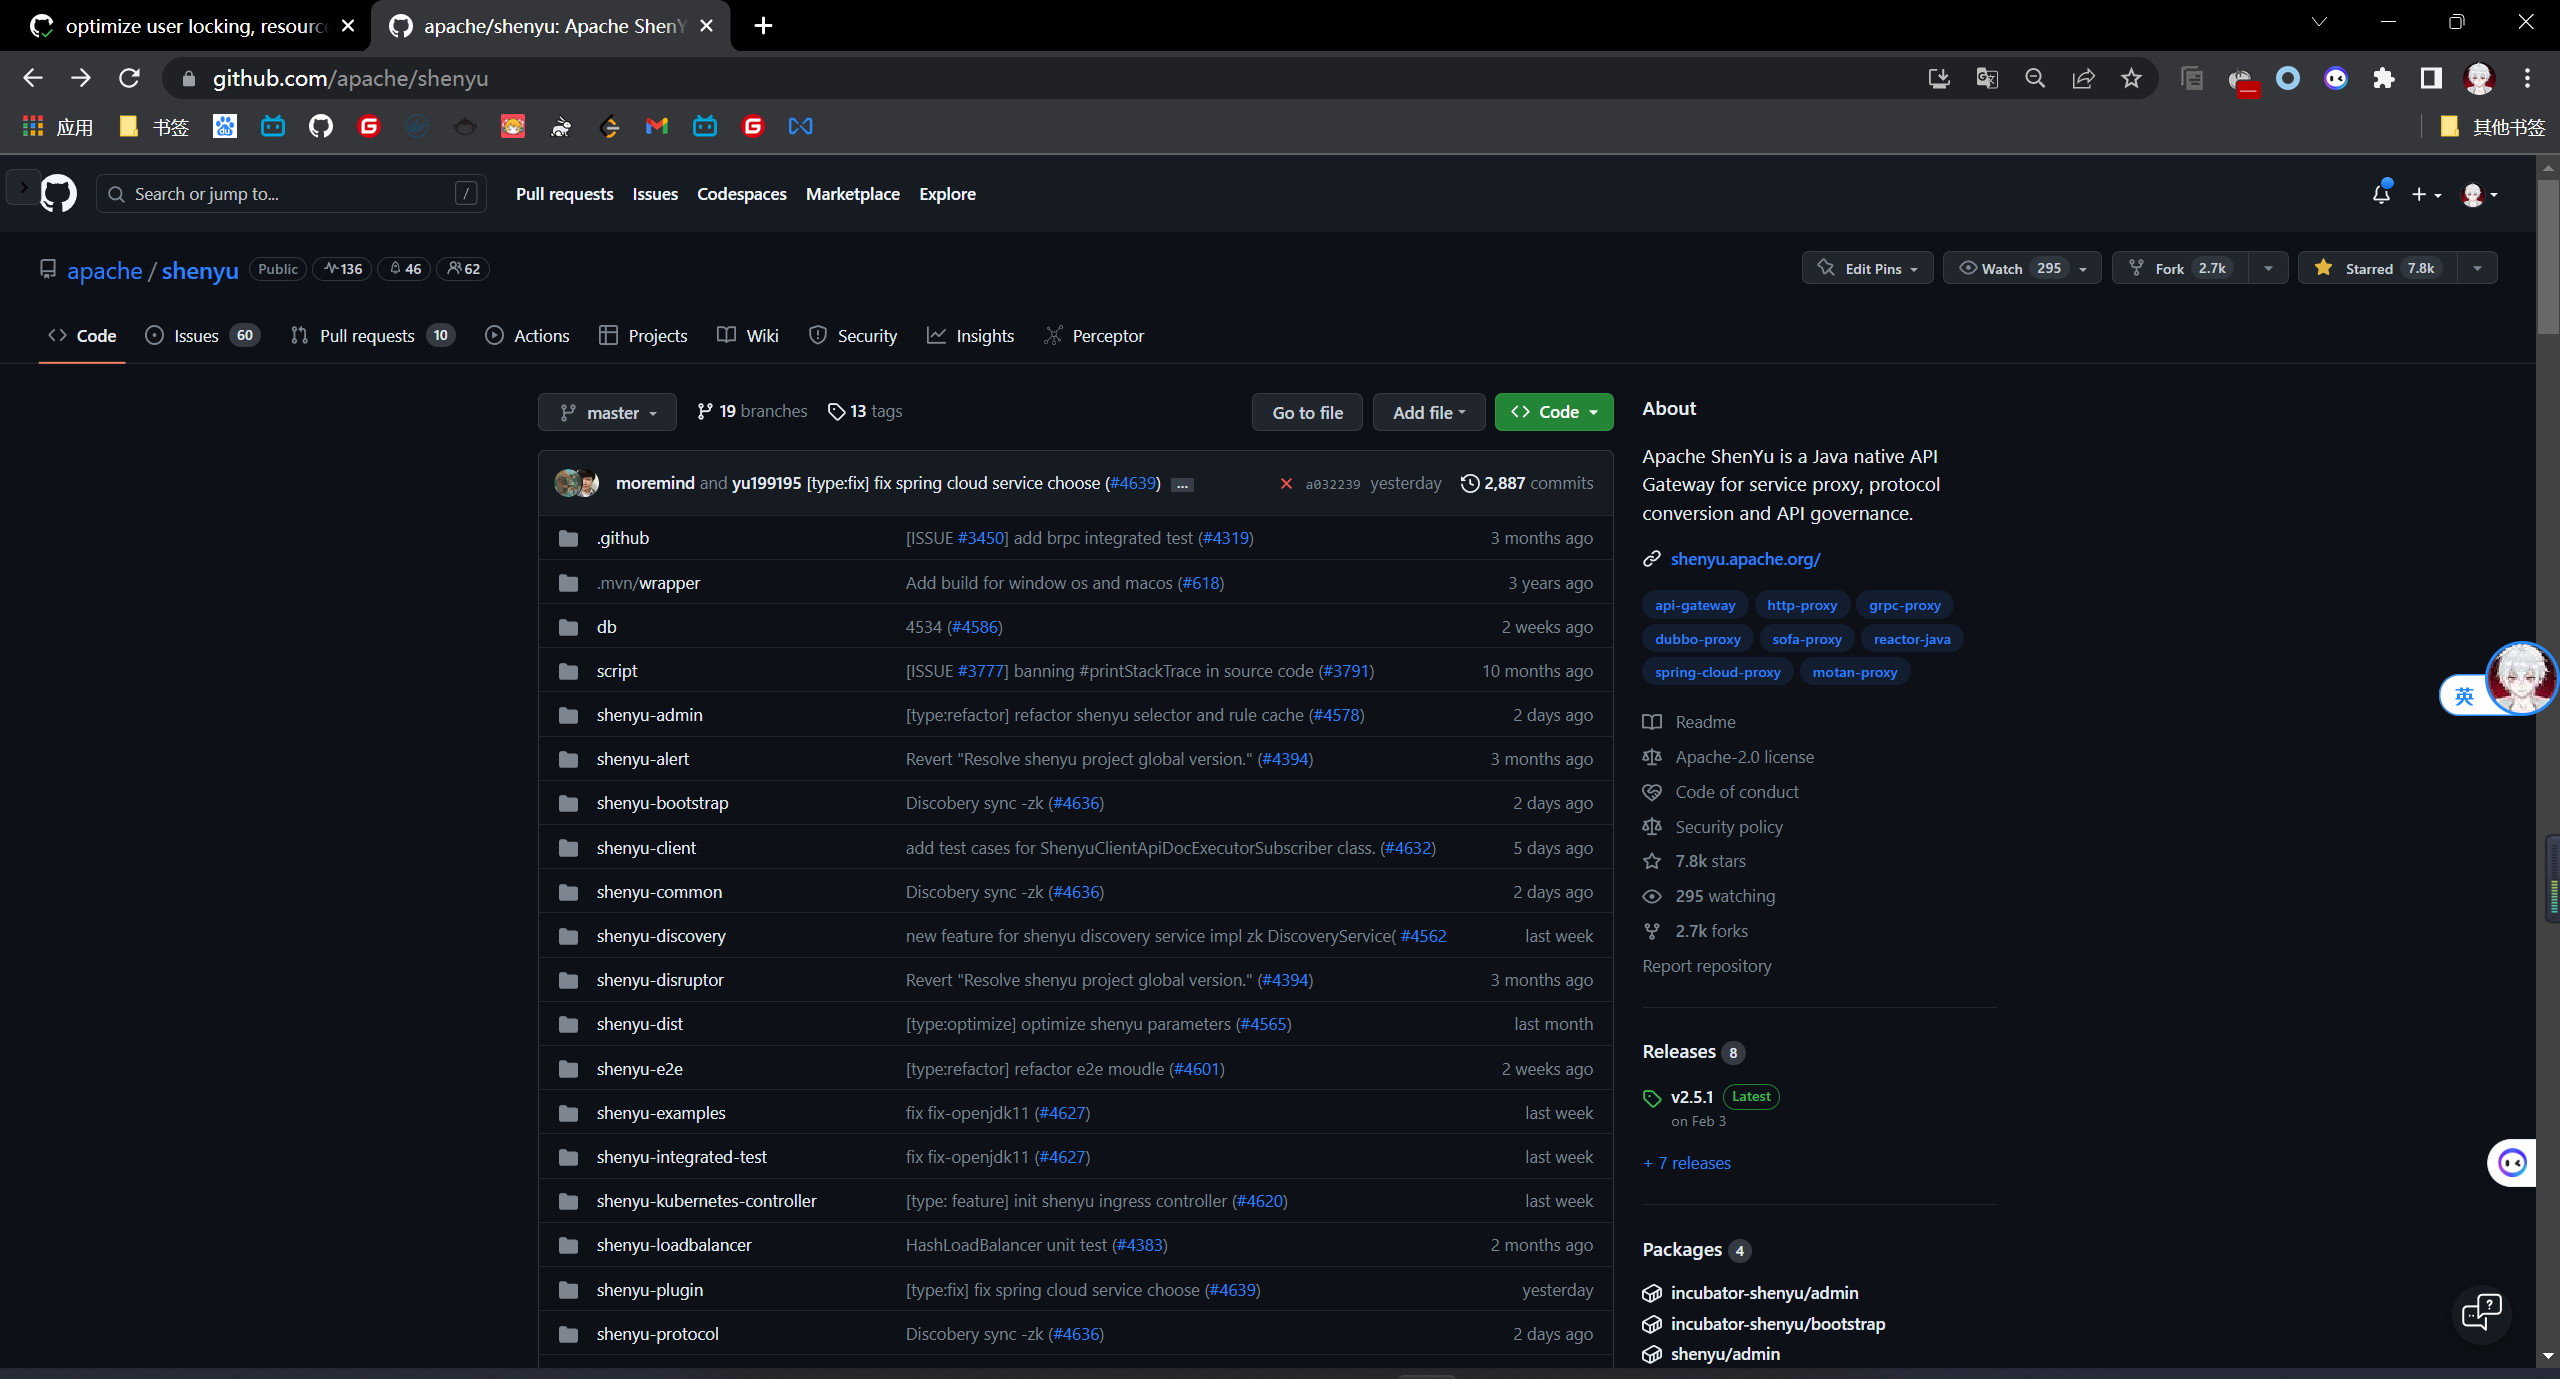 optimize user locking, resourc
apache/shenyu: Apache ShenY
github.com/apache/shenyu
应用
书签
其他书签
Search or jump to...
/
Pull requests
Issues
Codespaces
Marketplace
Explore
apache / shenyu
Public
136
46
62
Edit Pins
Watch 295
Fork 2.7k
Starred 7.8k
Code
Issues 60
Pull requests 10
Actions
Projects
Wiki
Security
Insights
Perceptor
master
19 branches
13 tags
Go to file
Add file
Code
moremind and yu199195 [type:fix] fix spring cloud service choose (#4639) ...
a032239 yesterday
2,887 commits
.github [ISSUE #3450] add brpc integrated test (#4319) 3 months ago
.mvn/wrapper Add build for window os and macos (#618) 3 years ago
db 4534 (#4586) 2 weeks ago
script [ISSUE #3777] banning #printStackTrace in source code (#3791) 10 months ago
shenyu-admin [type:refactor] refactor shenyu selector and rule cache (#4578) 2 days ago
shenyu-alert Revert "Resolve shenyu project global version." (#4394) 3 months ago
shenyu-bootstrap Discobery sync -zk (#4636) 2 days ago
shenyu-client add test cases for ShenyuClientApiDocExecutorSubscriber class. (#4632) 5 days ago
shenyu-common Discobery sync -zk (#4636) 2 days ago
shenyu-discovery new feature for shenyu discovery service impl zk DiscoveryService( #4562 last week
shenyu-disruptor Revert "Resolve shenyu project global version." (#4394) 3 months ago
shenyu-dist [type:optimize] optimize shenyu parameters (#4565) last month
shenyu-e2e [type:refactor] refactor e2e moudle (#4601) 2 weeks ago
shenyu-examples fix fix-openjdk11 (#4627) last week
shenyu-integrated-test fix fix-openjdk11 (#4627) last week
shenyu-kubernetes-controller [type: feature] init shenyu ingress controller (#4620) last week
shenyu-loadbalancer HashLoadBalancer unit test (#4383) 2 months ago
shenyu-plugin [type:fix] fix spring cloud service choose (#4639) yesterday
shenyu-protocol Discobery sync -zk (#4636) 2 days ago
About
Apache ShenYu is a Java native API
Gateway for service proxy, protocol
conversion and API governance.
shenyu.apache.org/
api-gateway http-proxy grpc-proxy
dubbo-proxy sofa-proxy reactor-java
spring-cloud-proxy motan-proxy
Readme
Apache-2.0 license
Code of conduct
Security policy
7.8k stars
295 watching
2.7k forks
Report repository
Releases 8
v2.5.1 Latest
on Feb 3
+ 7 releases
Packages 4
incubator-shenyu/admin
incubator-shenyu/bootstrap
shenyu/admin
英